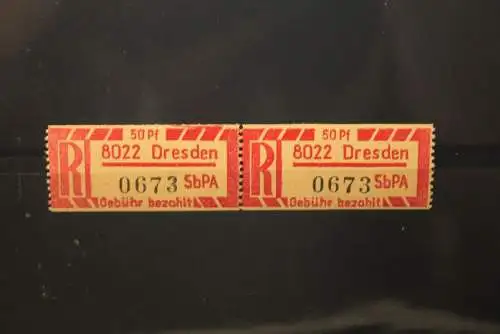 50 Pf
R 8022 Dresden
0673 SbPA
Gebühr bezahlt
50 Pf
R 8022 Dresden
0673 SbPA
Gebühr bezahlt